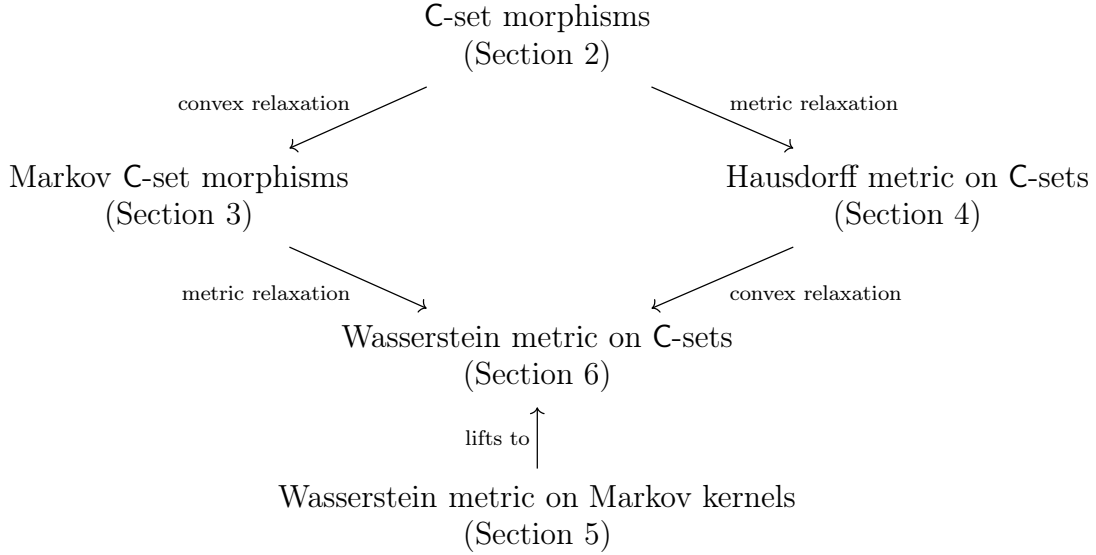 C-set morphisms
(Section 2)
convex relaxation
metric relaxation
Markov C-set morphisms
(Section 3)
Hausdorff metric on C-sets
(Section 4)
metric relaxation
convex relaxation
Wasserstein metric on C-sets
(Section 6)
lifts to
Wasserstein metric on Markov kernels
(Section 5)